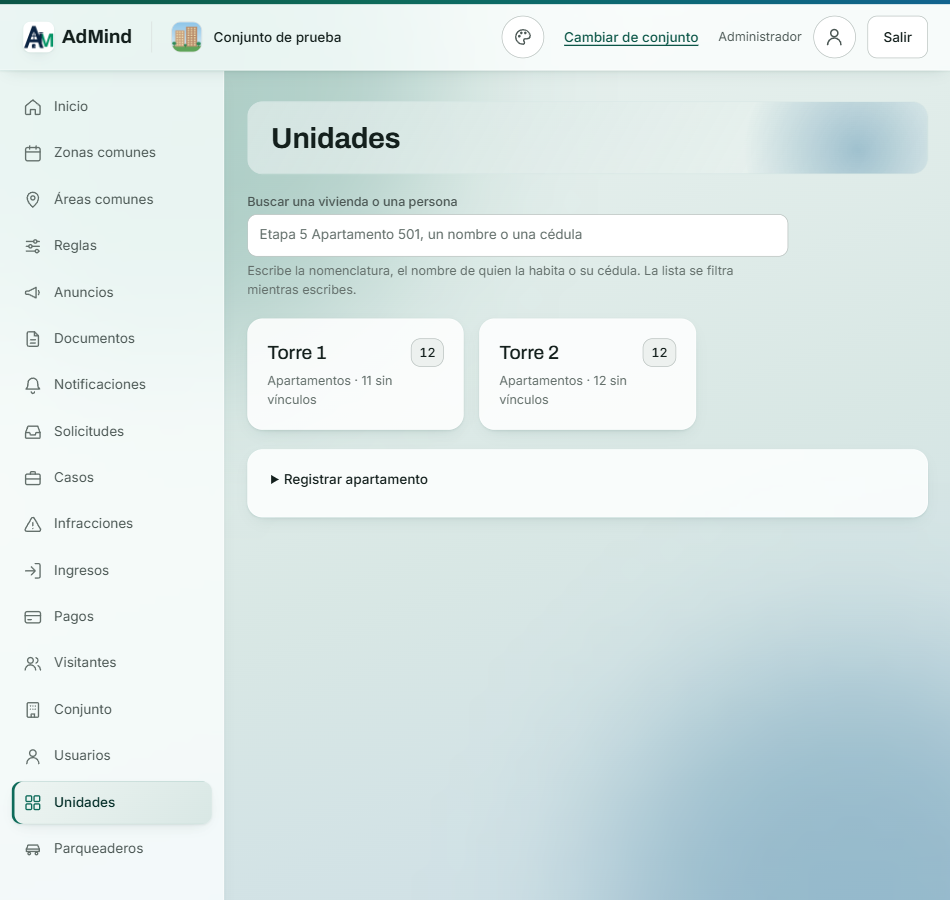 AM AdMind
Conjunto de prueba
Cambiar de conjunto
Administrador
Salir
Inicio
Zonas comunes
Áreas comunes
Reglas
Anuncios
Documentos
Notificaciones
Solicitudes
Casos
Infracciones
Ingresos
Pagos
Visitantes
Conjunto
Usuarios
Unidades
Parqueaderos
Unidades
Buscar una vivienda o una persona
Etapa 5 Apartamento 501, un nombre o una cédula
Escribe la nomenclatura, el nombre de quien la habita o su cédula. La lista se filtra
mientras escribes.
Torre 1 12
Apartamentos · 11 sin
vínculos
Torre 2 12
Apartamentos · 12 sin
vínculos
Registrar apartamento